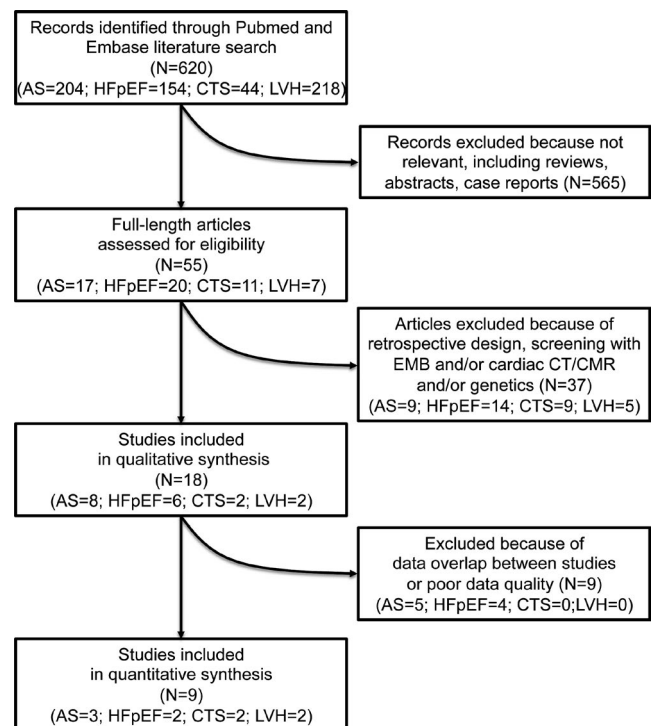 Records identified through Pubmed and
Embase literature search
(N=620)
(AS=204; HFpEF=154; CTS=44; LVH=218)
Records excluded because not
relevant, including reviews,
abstracts, case reports (N=565)
Full-length articles
assessed for eligibility
(N=55)
(AS=17; HFpEF=20; CTS=11; LVH=7)
Articles excluded because of
retrospective design, screening with
EMB and/or cardiac CT/CMR
and/or genetics (N=37)
(AS=9; HFpEF=14; CTS=9; LVH=5)
Studies included
in qualitative synthesis
(N=18)
(AS=8; HFpEF=6; CTS=2; LVH=2)
Excluded because of
data overlap between studies
or poor data quality (N=9)
(AS=5; HFpEF=4; CTS=0;LVH=0)
Studies included
in quantitative synthesis
(N=9)
(AS=3; HFpEF=2; CTS=2; LVH=2)